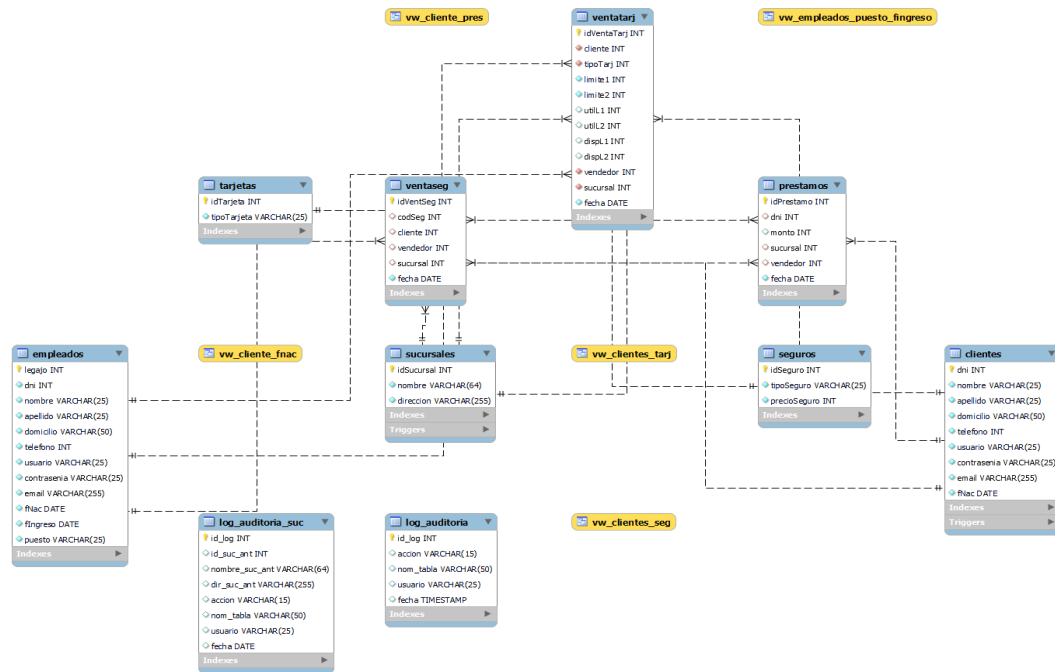 vw_cliente_pres
ventatarj
idVentaTarj INT
cliente INT
tipoTarj INT
limite1 INT
limite2 INT
utilL1 INT
utilL2 INT
dispL1 INT
dispL2 INT
vendedor INT
sucursal INT
fecha DATE
Indexes
vw_empleados_puesto_fingreso
tarjetas
idTarjeta INT
tipoTarjeta VARCHAR(25)
Indexes
ventaseg
idVentSeg INT
codSeg INT
cliente INT
vendedor INT
sucursal INT
fecha DATE
Indexes
prestamos
idPrestamo INT
dni INT
monto INT
sucursal INT
vendedor INT
fecha DATE
Indexes
empleados
legajo INT
dni INT
nombre VARCHAR(25)
apellido VARCHAR(25)
domicilio VARCHAR(50)
telefono INT
usuario VARCHAR(25)
contrasenia VARCHAR(25)
email VARCHAR(255)
fNac DATE
fIngreso DATE
puesto VARCHAR(25)
Indexes
vw_cliente_fnac
sucursales
idSucursal INT
nombre VARCHAR(64)
direccion VARCHAR(255)
Indexes
Triggers
vw_clientes_tarj
seguros
idSeguro INT
tipoSeguro VARCHAR(25)
precioSeguro INT
Indexes
clientes
dni INT
nombre VARCHAR(25)
apellido VARCHAR(25)
domicilio VARCHAR(50)
telefono INT
usuario VARCHAR(25)
contrasenia VARCHAR(25)
email VARCHAR(255)
fNac DATE
Indexes
Triggers
log_auditoria_suc
id_log INT
id_suc_ant INT
nombre_suc_ant VARCHAR(64)
dir_suc_ant VARCHAR(255)
accion VARCHAR(15)
nom_tabla VARCHAR(50)
usuario VARCHAR(25)
fecha DATE
Indexes
log_auditoria
id_log INT
accion VARCHAR(15)
nom_tabla VARCHAR(50)
usuario VARCHAR(25)
fecha TIMESTAMP
Indexes
vw_clientes_seg